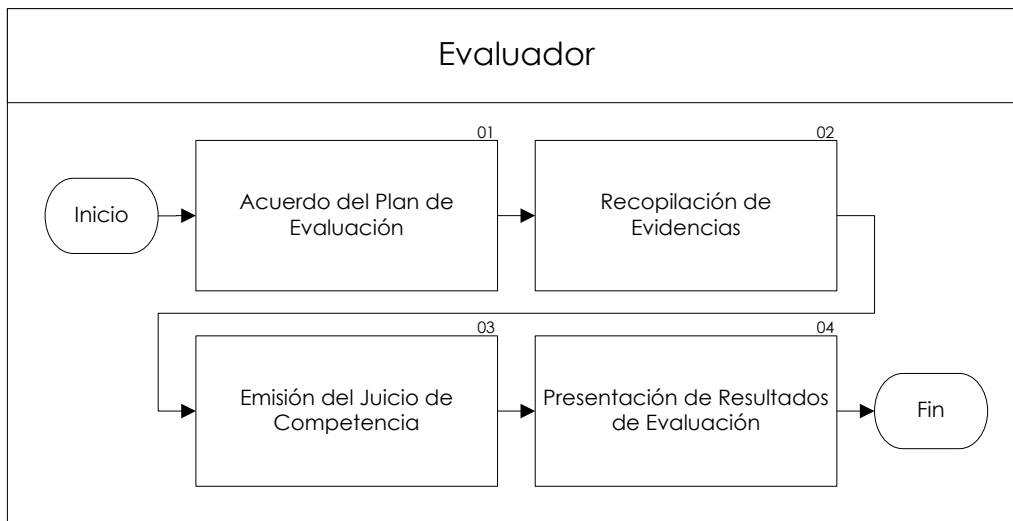 Evaluador
Inicio
01
Acuerdo del Plan de
Evaluación
02
Recopilación de
Evidencias
03
Emisión del Juicio de
Competencia
04
Presentación de Resultados
de Evaluación
Fin